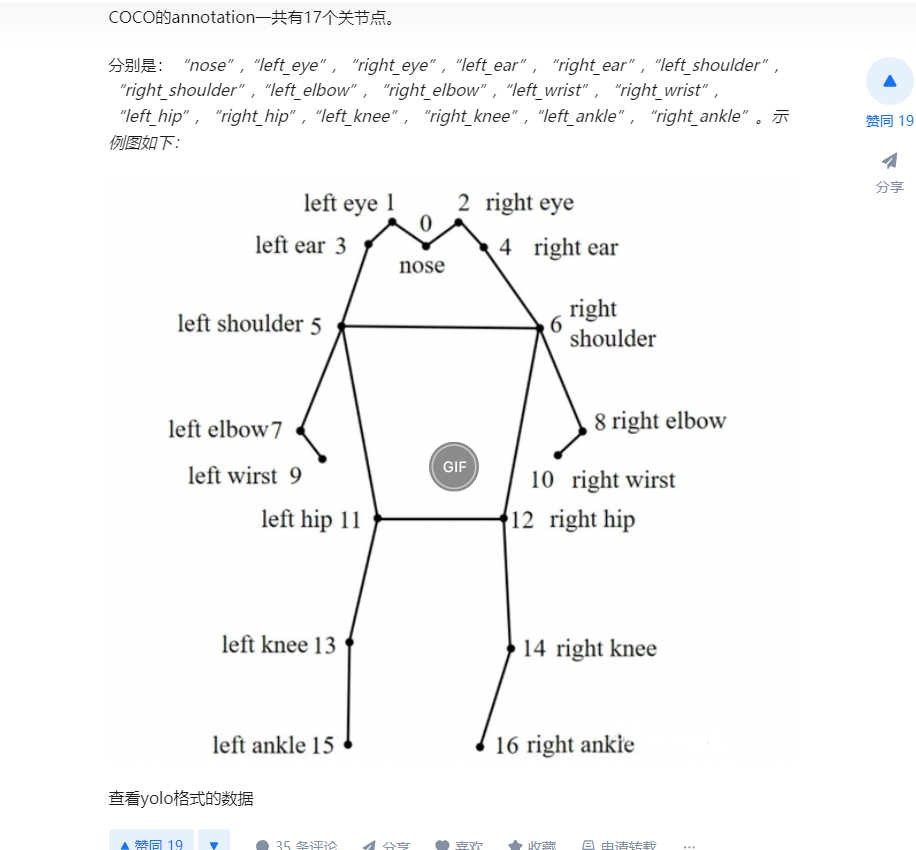 COCO的annotation一共有17个关节点。
分别是： “nose”，“left_eye”， “right_eye”，“left_ear”， “right_ear”，“left_shoulder”，
“right_shoulder”，“left_elbow”， “right_elbow”，“left_wrist”， “right_wrist”，
“left_hip”， “right_hip”，“left_knee”， “right_knee”，“left_ankle”， “right_ankle” 。示
例图如下：
赞同 19
分享
left eye 1
0
2 right eye
left ear 3
nose
4 right ear
left shoulder 5
6 right
shoulder
left elbow7
8 right elbow
GIF
left wirst 9
10 right wirst
left hip 11
12 right hip
left knee 13
14 right knee
left ankle 15
16 right ankle
查看yolo格式的数据
赞同 19
35 条评论
分享
喜欢
收藏
申请转载